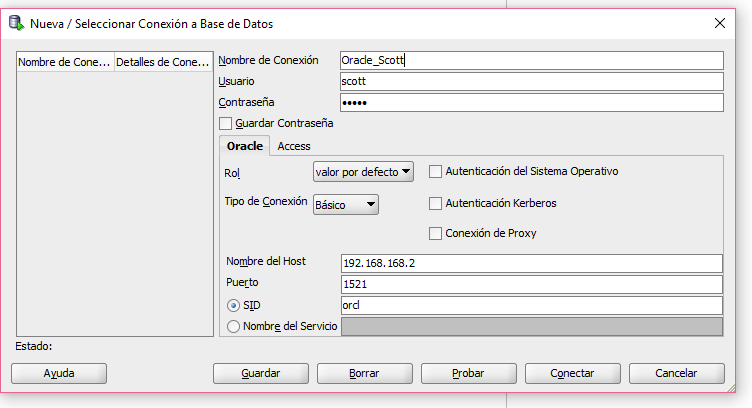 Nueva / Seleccionar Conexión a Base de Datos
Nombre de Cone... Detalles de Cone...
Nombre de Conexión Oracle_Scott
Usuario scott
Contraseña •••••
Guardar Contraseña
Oracle Access
Rol valor por defecto Autenticación del Sistema Operativo
Tipo de Conexión Básico Autenticación Kerberos
Conexión de Proxy
Nombre del Host 192.168.168.2
Puerto 1521
SID orcl
Nombre del Servicio
Estado:
Ayuda Guardar Borrar Probar Conectar Cancelar